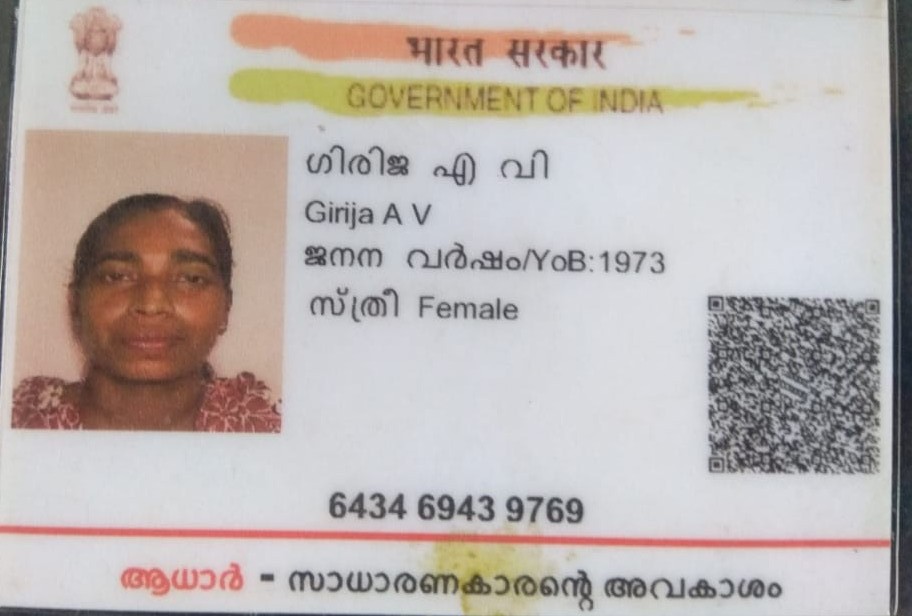 भारत सरकार
GOVERNMENT OF INDIA
ഗിരിജ എ വി
Girija A V
ജനന വർഷം/YoB:1973
സ്ത്രീ Female
6434 6943 9769
ആധാർ - സാധാരണകാരന്റെ അവകാശം